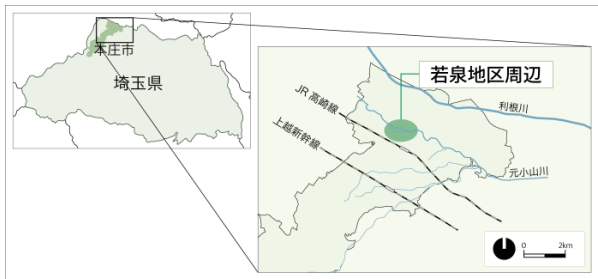 本庄市
埼玉県
若泉地区周辺
JR 高崎線
利根川
上越新幹線
元小山川
0 2km